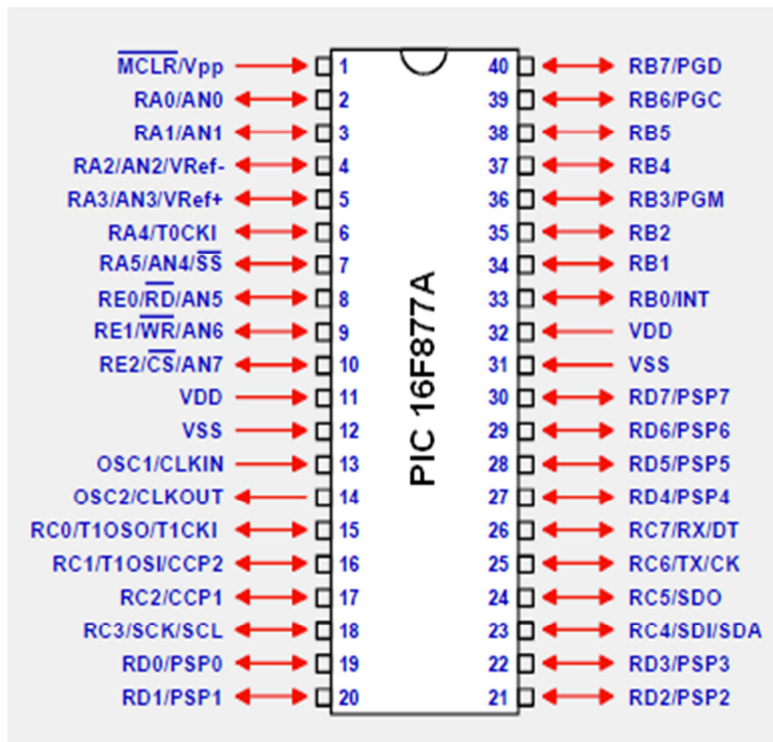 M̅C̅L̅R̅/Vpp 1 40 RB7/PGD
RA0/AN0 2 39 RB6/PGC
RA1/AN1 3 38 RB5
RA2/AN2/VRef- 4 37 RB4
RA3/AN3/VRef+ 5 36 RB3/PGM
RA4/T0CKI 6 35 RB2
RA5/AN4/S̅S̅ 7 34 RB1
RE0/R̅D̅/AN5 8 33 RB0/INT
RE1/W̅R̅/AN6 9 32 VDD
RE2/C̅S̅/AN7 10 31 VSS
VDD 11 30 RD7/PSP7
VSS 12 29 RD6/PSP6
OSC1/CLKIN 13 28 RD5/PSP5
OSC2/CLKOUT 14 27 RD4/PSP4
RC0/T1OSO/T1CKI 15 26 RC7/RX/DT
RC1/T1OSI/CCP2 16 25 RC6/TX/CK
RC2/CCP1 17 24 RC5/SDO
RC3/SCK/SCL 18 23 RC4/SDI/SDA
RD0/PSP0 19 22 RD3/PSP3
RD1/PSP1 20 21 RD2/PSP2
PIC 16F877A